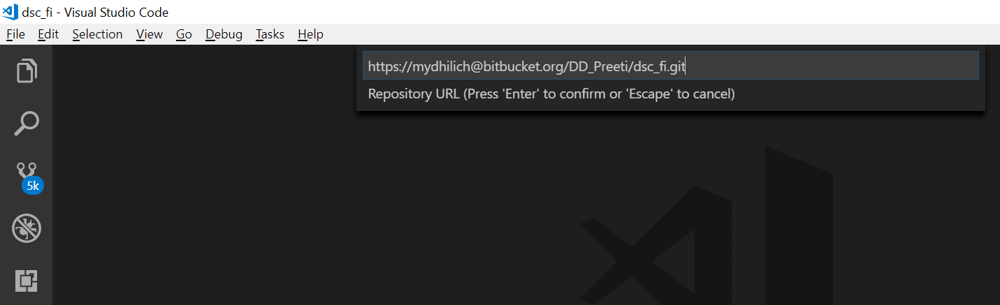 dsc_fi - Visual Studio Code
File Edit Selection View Go Debug Tasks Help
https://mydhilich@bitbucket.org/DD_Preeti/dsc_fi.git
Repository URL (Press 'Enter' to confirm or 'Escape' to cancel)
5k